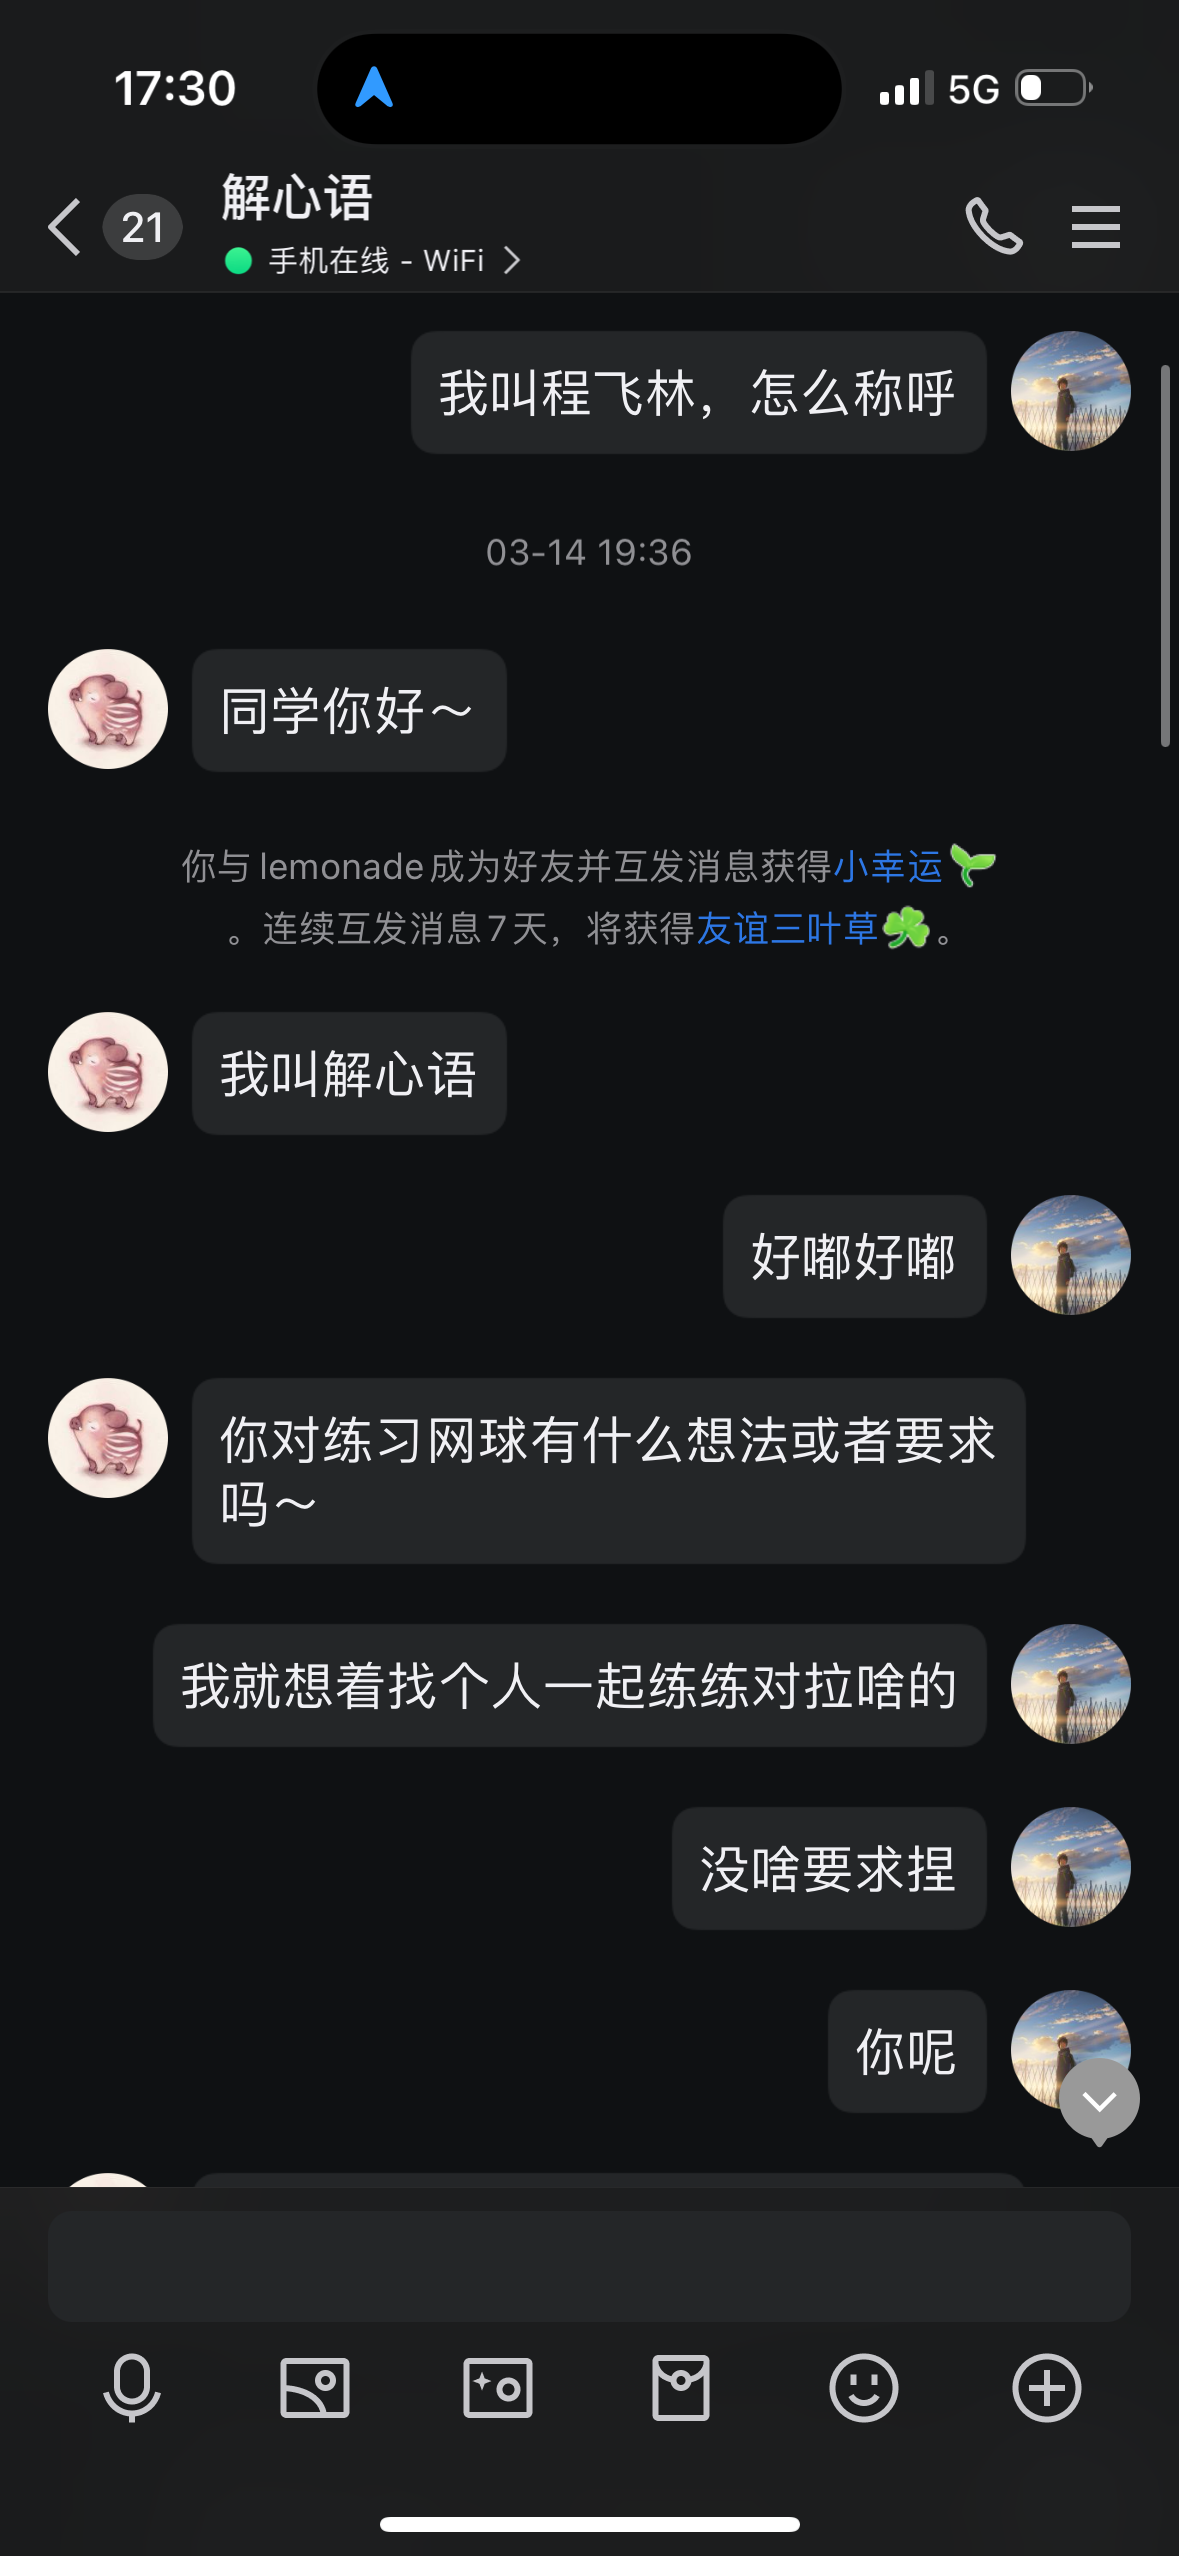 17:30
5G
21
解心语
手机在线 - WiFi
我叫程飞林，怎么称呼
03-14 19:36
同学你好～
你与 lemonade 成为好友并互发消息获得小幸运
。连续互发消息 7 天，将获得友谊三叶草。
我叫解心语
好嘟好嘟
你对练习网球有什么想法或者要求
吗～
我就想着找个人一起练练对拉啥的
没啥要求捏
你呢